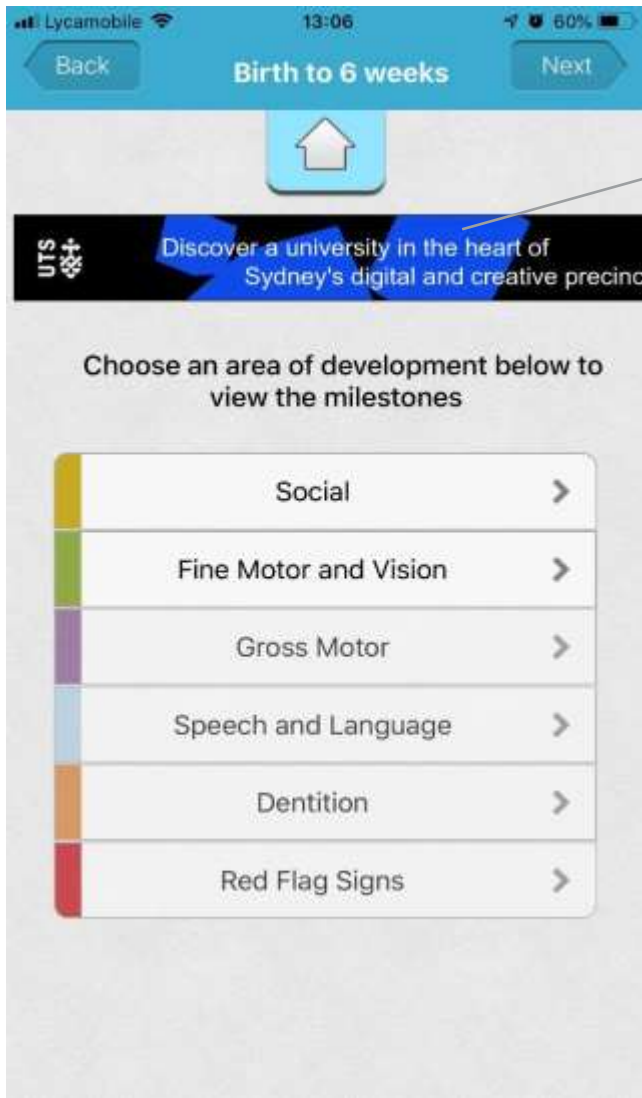 Lycamobile 13:06 60%
Back Birth to 6 weeks Next
UTS
Discover a university in the heart of
Sydney's digital and creative precinc
Choose an area of development below to
view the milestones
Social
Fine Motor and Vision
Gross Motor
Speech and Language
Dentition
Red Flag Signs